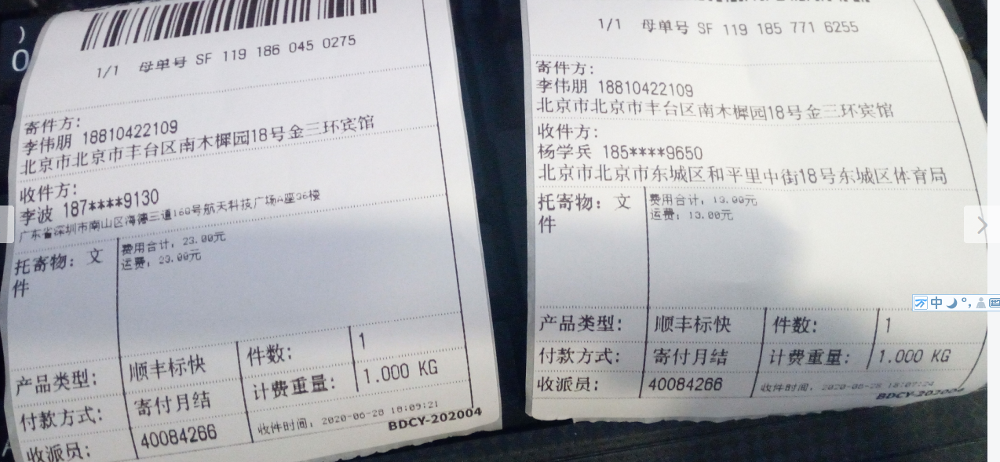 1/1 母单号 SF 119 186 045 0275
寄件方:
李伟朋 18810422109
北京市北京市丰台区南木樨园18号金三环宾馆
收件方:
李波 187****9130
广东省深圳市南山区海德三道168号航天科技广场A座36楼
托寄物: 文
件
费用合计: 23.00元
运费: 23.00元
产品类型: 顺丰标快 件数: 1
付款方式: 寄付月结 计费重量: 1.000 KG
收派员: 40084266 收件时间: 2020-06-28 18:09:21
BDCY-202004
1/1 母单号 SF 119 185 771 6255
寄件方:
李伟朋 18810422109
北京市北京市丰台区南木樨园18号金三环宾馆
收件方:
杨学兵 185****9650
北京市北京市东城区和平里中街18号东城区体育局
托寄物: 文
件
费用合计: 13.00元
运费: 13.00元
产品类型: 顺丰标快 件数: 1
付款方式: 寄付月结 计费重量: 1.000 KG
收派员: 40084266 收件时间: 2020-06-28 18:07:24
BDCY-202004
中